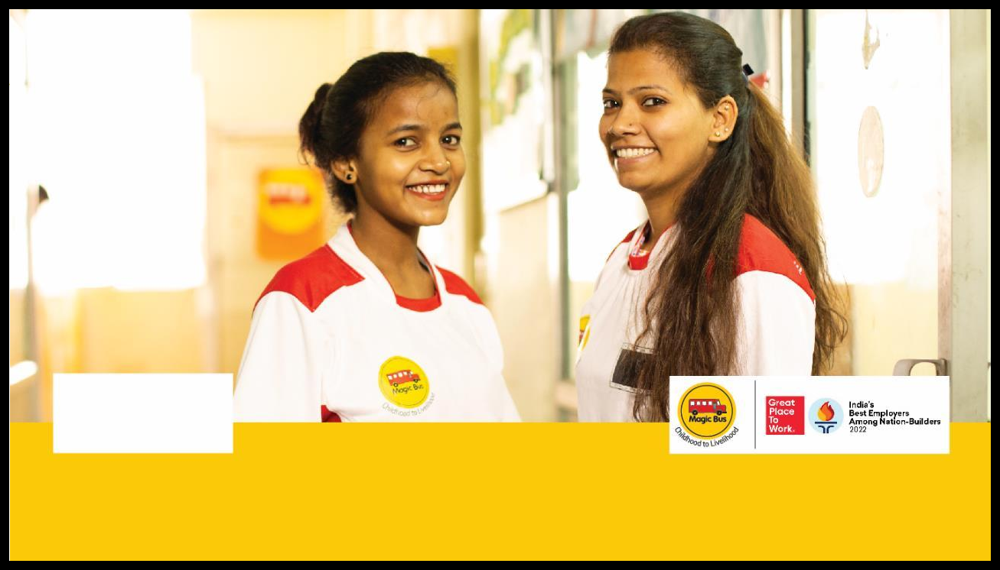 Magic Bus
Childhood to Livelihood
Magic Bus
Childhood to Livelihood
Great
Place
To
Work.
India's
Best Employers
Among Nation-Builders
2022